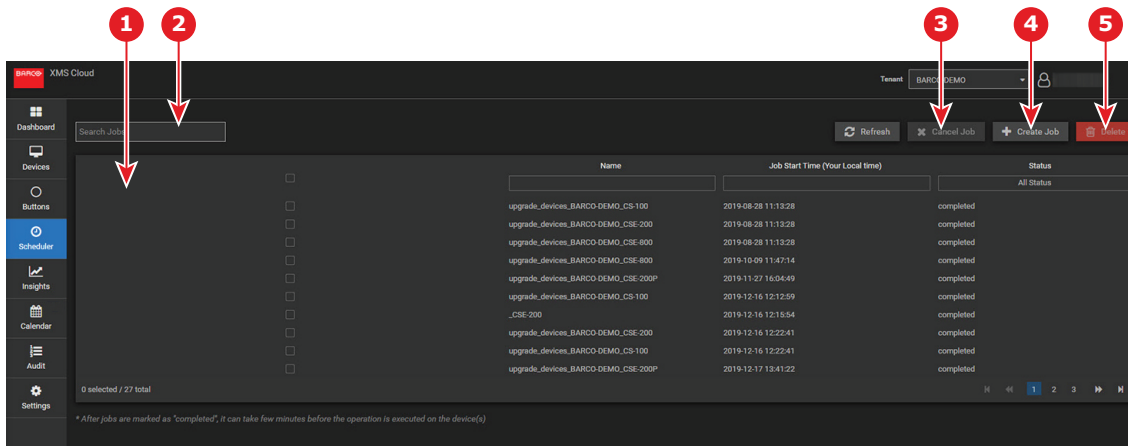 1 2 3 4 5
BARCO XMS Cloud
Tenant BARCO-DEMO
Dashboard
Search Jobs
Refresh Cancel Job Create Job Delete
Devices
Name Job Start Time (Your Local time) Status
All Status
Buttons
upgrade_devices_BARCO-DEMO_CS-100 2019-08-28 11:13:28 completed
upgrade_devices_BARCO-DEMO_CSE-200 2019-08-28 11:13:28 completed
Scheduler
upgrade_devices_BARCO-DEMO_CSE-800 2019-08-28 11:13:28 completed
upgrade_devices_BARCO-DEMO_CSE-800 2019-10-09 11:47:14 completed
upgrade_devices_BARCO-DEMO_CSE-200P 2019-11-27 16:04:49 completed
Insights
upgrade_devices_BARCO-DEMO_CS-100 2019-12-16 12:12:59 completed
_CSE-200 2019-12-16 12:15:54 completed
Calendar
upgrade_devices_BARCO-DEMO_CSE-200 2019-12-16 12:22:41 completed
upgrade_devices_BARCO-DEMO_CS-100 2019-12-16 12:22:41 completed
Audit
upgrade_devices_BARCO-DEMO_CSE-200P 2019-12-17 13:41:22 completed
0 selected / 27 total 1 2 3
Settings
* After jobs are marked as "completed", it can take few minutes before the operation is executed on the device(s)